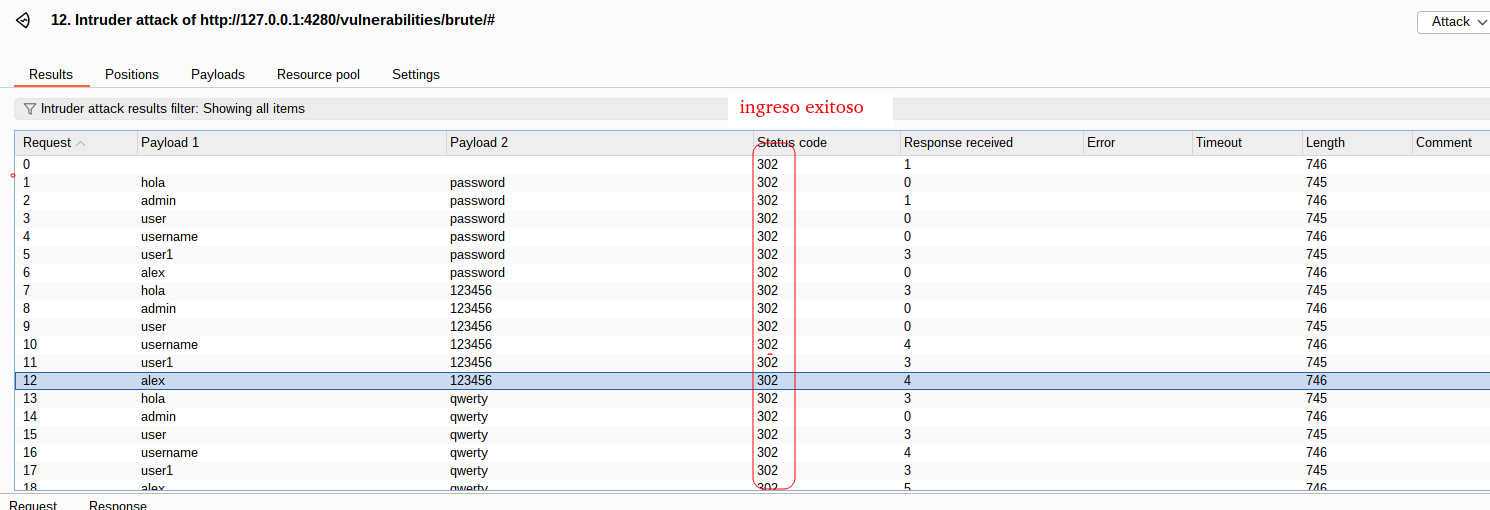 12. Intruder attack of http://127.0.0.1:4280/vulnerabilities/brute/#
Attack
Results Positions Payloads Resource pool Settings
Intruder attack results filter: Showing all items
ingreso exitoso
Request Payload 1 Payload 2 Status code Response received Error Timeout Length Comment
0 302 1 746
1 hola password 302 0 745
2 admin password 302 1 746
3 user password 302 0 745
4 username password 302 0 746
5 user1 password 302 3 745
6 alex password 302 0 746
7 hola 123456 302 3 745
8 admin 123456 302 0 746
9 user 123456 302 0 745
10 username 123456 302 4 746
11 user1 123456 302 3 745
12 alex 123456 302 4 746
13 hola qwerty 302 3 745
14 admin qwerty 302 0 746
15 user qwerty 302 3 745
16 username qwerty 302 4 746
17 user1 qwerty 302 3 745
18 alex qwerty 302 5 746
Request Response